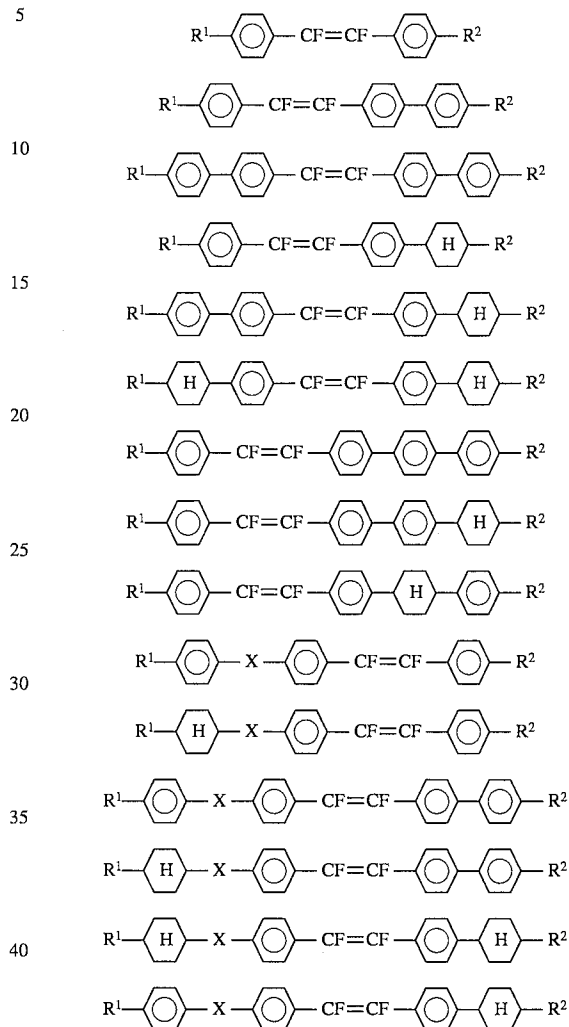 5
R¹ CF=CF R²
R¹ CF=CF R²
10
R¹ CF=CF R²
R¹ CF=CF H R²
15
R¹ CF=CF H R²
R¹ H CF=CF H R²
20
R¹ CF=CF R²
R¹ CF=CF H R²
25
R¹ CF=CF H R²
R¹ X CF=CF R²
30
R¹ H X CF=CF R²
R¹ X CF=CF R²
35
R¹ H X CF=CF R²
R¹ H X CF=CF H R²
40
R¹ X CF=CF H R²